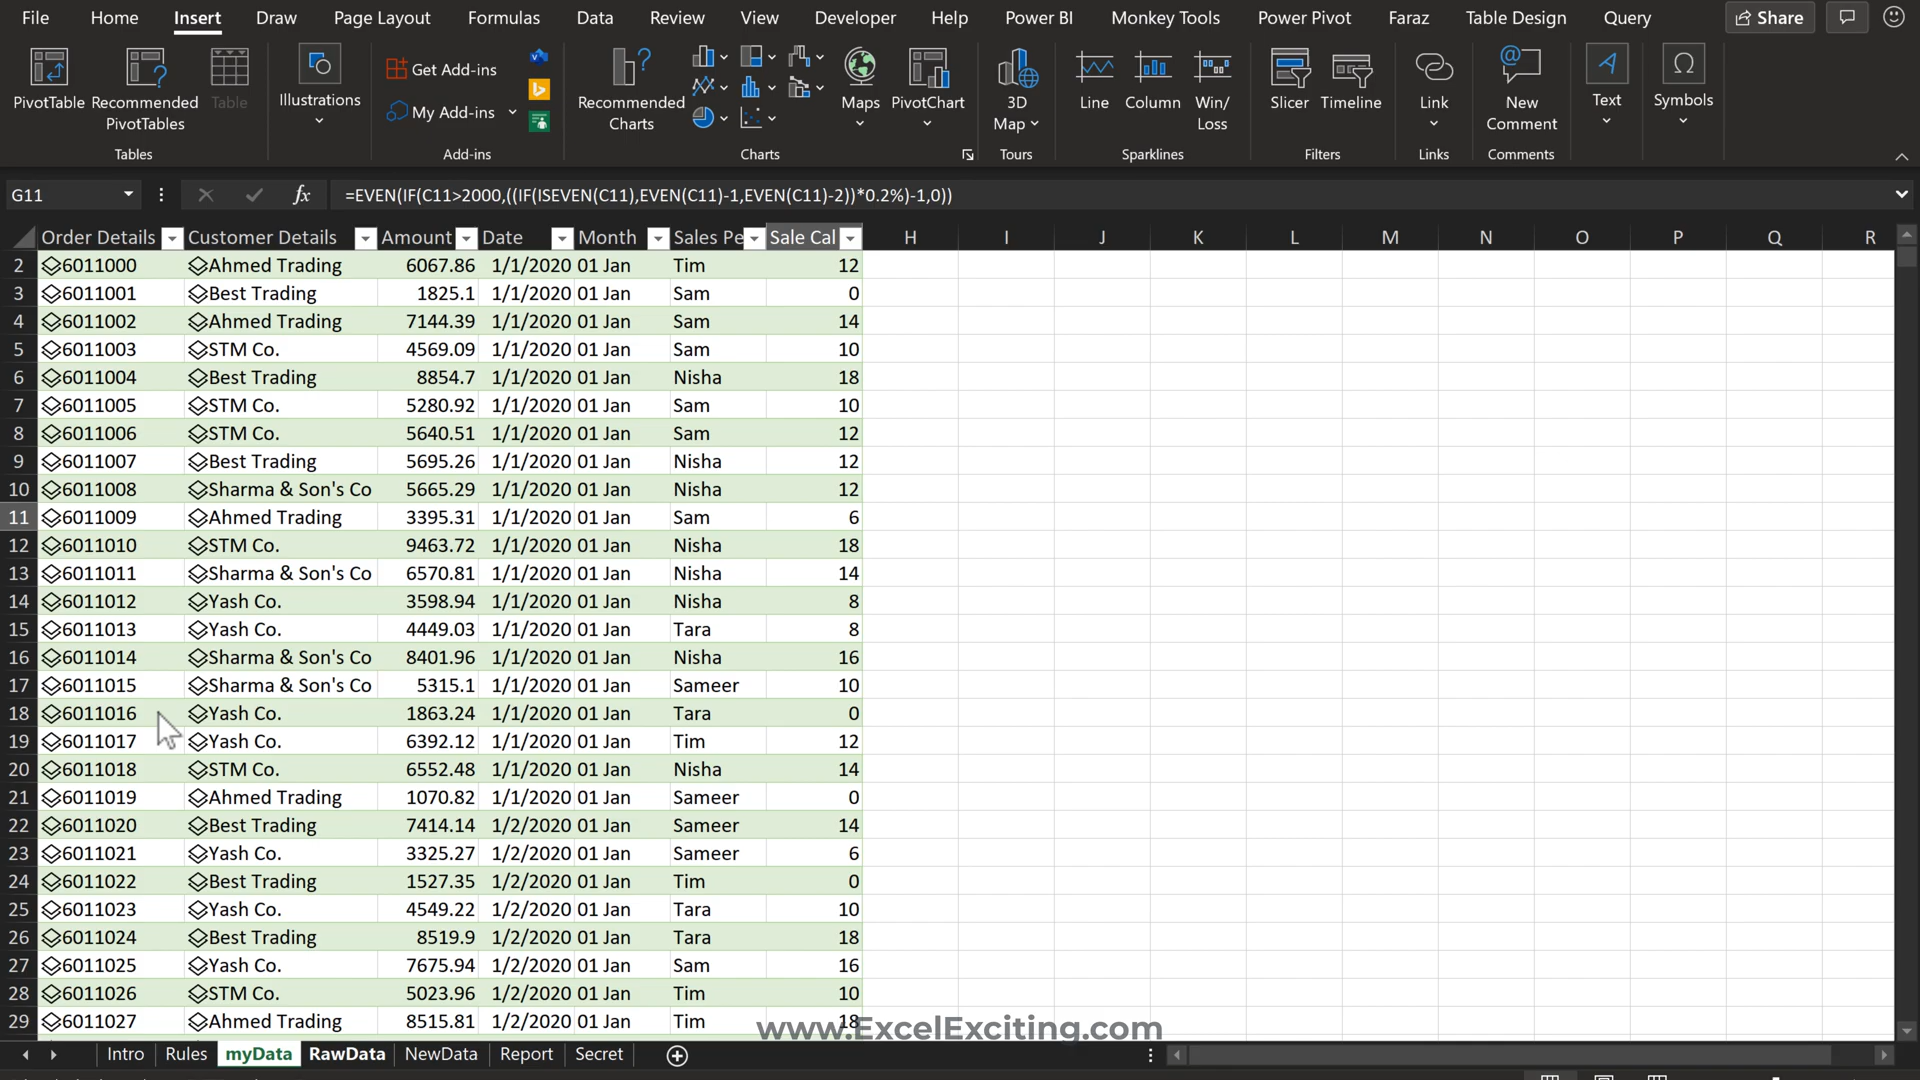 File Home Insert Draw Page Layout Formulas Data Review View Developer Help Power BI Monkey Tools Power Pivot Faraz Table Design Query Share
PivotTable Recommended PivotTables Table Illustrations Get Add-ins My Add-ins Recommended Charts Maps PivotChart 3D Map Line Column Win/Loss Slicer Timeline Link New Comment Text Symbols
Tables Add-ins Charts Tours Sparklines Filters Links Comments
G11 fx =EVEN(IF(C11>2000,((IF(ISEVEN(C11),EVEN(C11)-1,EVEN(C11)-2))*0.2%)-1,0))
Order Details Customer Details Amount Date Month Sales Pe Sale Cal H I J K L M N O P Q R
2 6011000 Ahmed Trading 6067.86 1/1/2020 01 Jan Tim 12
3 6011001 Best Trading 1825.1 1/1/2020 01 Jan Sam 0
4 6011002 Ahmed Trading 7144.39 1/1/2020 01 Jan Sam 14
5 6011003 STM Co. 4569.09 1/1/2020 01 Jan Sam 10
6 6011004 Best Trading 8854.7 1/1/2020 01 Jan Nisha 18
7 6011005 STM Co. 5280.92 1/1/2020 01 Jan Sam 10
8 6011006 STM Co. 5640.51 1/1/2020 01 Jan Sam 12
9 6011007 Best Trading 5695.26 1/1/2020 01 Jan Nisha 12
10 6011008 Sharma & Son's Co 5665.29 1/1/2020 01 Jan Nisha 12
11 6011009 Ahmed Trading 3395.31 1/1/2020 01 Jan Sam 6
12 6011010 STM Co. 9463.72 1/1/2020 01 Jan Nisha 18
13 6011011 Sharma & Son's Co 6570.81 1/1/2020 01 Jan Nisha 14
14 6011012 Yash Co. 3598.94 1/1/2020 01 Jan Nisha 8
15 6011013 Yash Co. 4449.03 1/1/2020 01 Jan Tara 8
16 6011014 Sharma & Son's Co 8401.96 1/1/2020 01 Jan Nisha 16
17 6011015 Sharma & Son's Co 5315.1 1/1/2020 01 Jan Sameer 10
18 6011016 Yash Co. 1863.24 1/1/2020 01 Jan Tara 0
19 6011017 Yash Co. 6392.12 1/1/2020 01 Jan Tim 12
20 6011018 STM Co. 6552.48 1/1/2020 01 Jan Nisha 14
21 6011019 Ahmed Trading 1070.82 1/1/2020 01 Jan Sameer 0
22 6011020 Best Trading 7414.14 1/2/2020 01 Jan Sameer 14
23 6011021 Yash Co. 3325.27 1/2/2020 01 Jan Sameer 6
24 6011022 Best Trading 1527.35 1/2/2020 01 Jan Tim 0
25 6011023 Yash Co. 4549.22 1/2/2020 01 Jan Tara 10
26 6011024 Best Trading 8519.9 1/2/2020 01 Jan Tara 18
27 6011025 Yash Co. 7675.94 1/2/2020 01 Jan Sam 16
28 6011026 STM Co. 5023.96 1/2/2020 01 Jan Tim 10
29 6011027 Ahmed Trading 8515.81 1/2/2020 01 Jan Tim 18
www.ExcelExciting.com
Intro Rules myData RawData NewData Report Secret